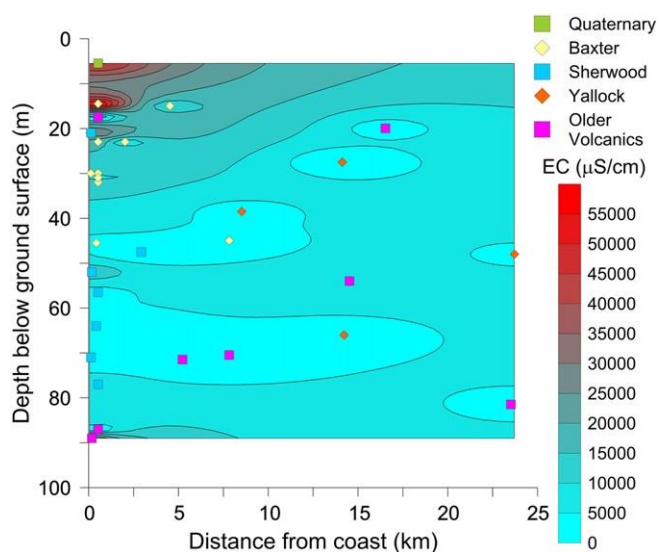 Quaternary
Baxter
Sherwood
Yallock
Older
Volcanics
EC (µS/cm)
55000
50000
45000
40000
35000
30000
25000
20000
15000
10000
5000
0
Depth below ground surface (m)
0
20
40
60
80
100
0
5
10
15
20
25
Distance from coast (km)